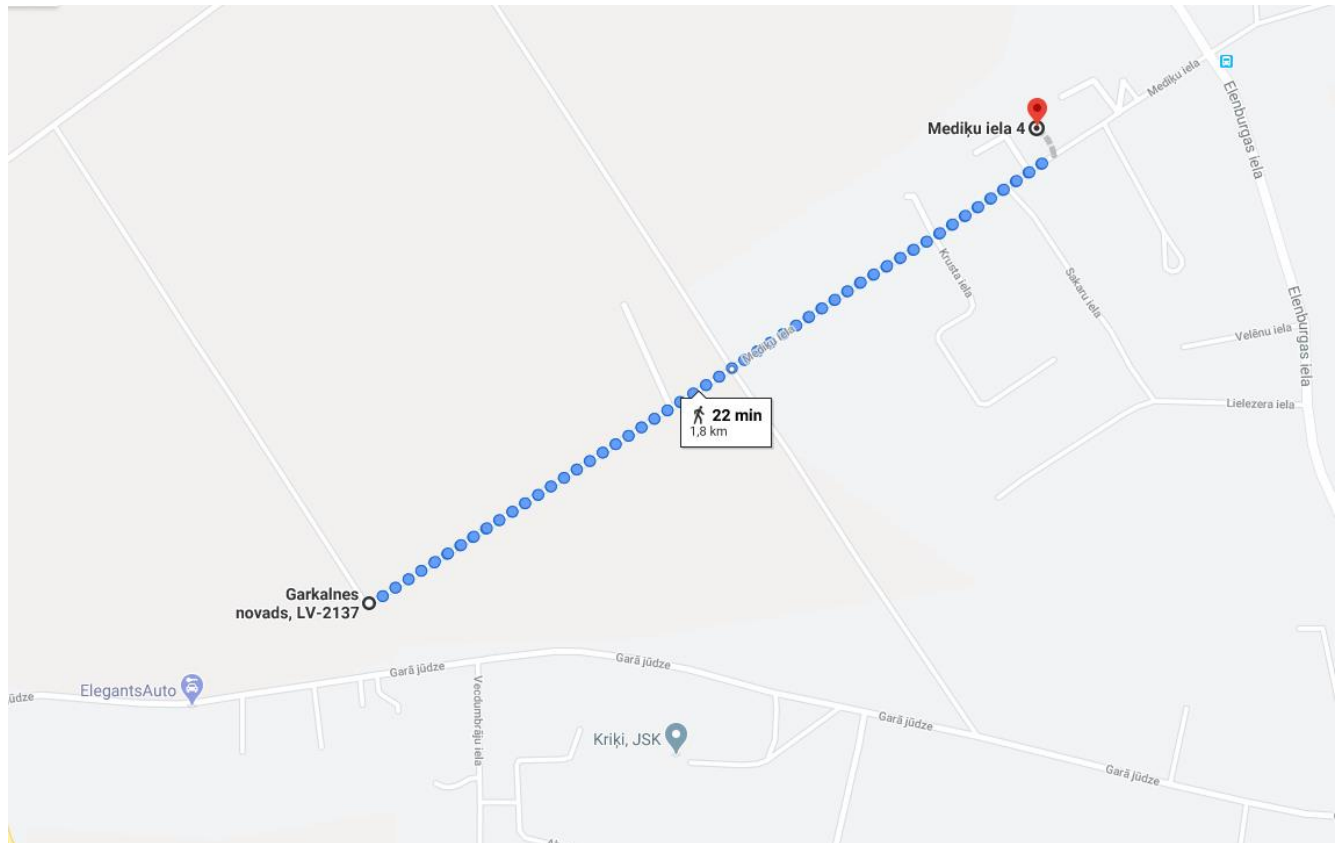 Mediķu iela
Elenburgas iela
Mediķu iela 4
Krusta iela
Sakaru iela
Elenburgas iela
Velēnu iela
Mediķu iela
Lielezera iela
22 min
1,8 km
Garkalnes
novads, LV-2137
Garā jūdze
Garā jūdze
ElegantsAuto
ūdze
Vecdumbrāju iela
Garā jūdze
Kriķi, JSK
Garā jūdze